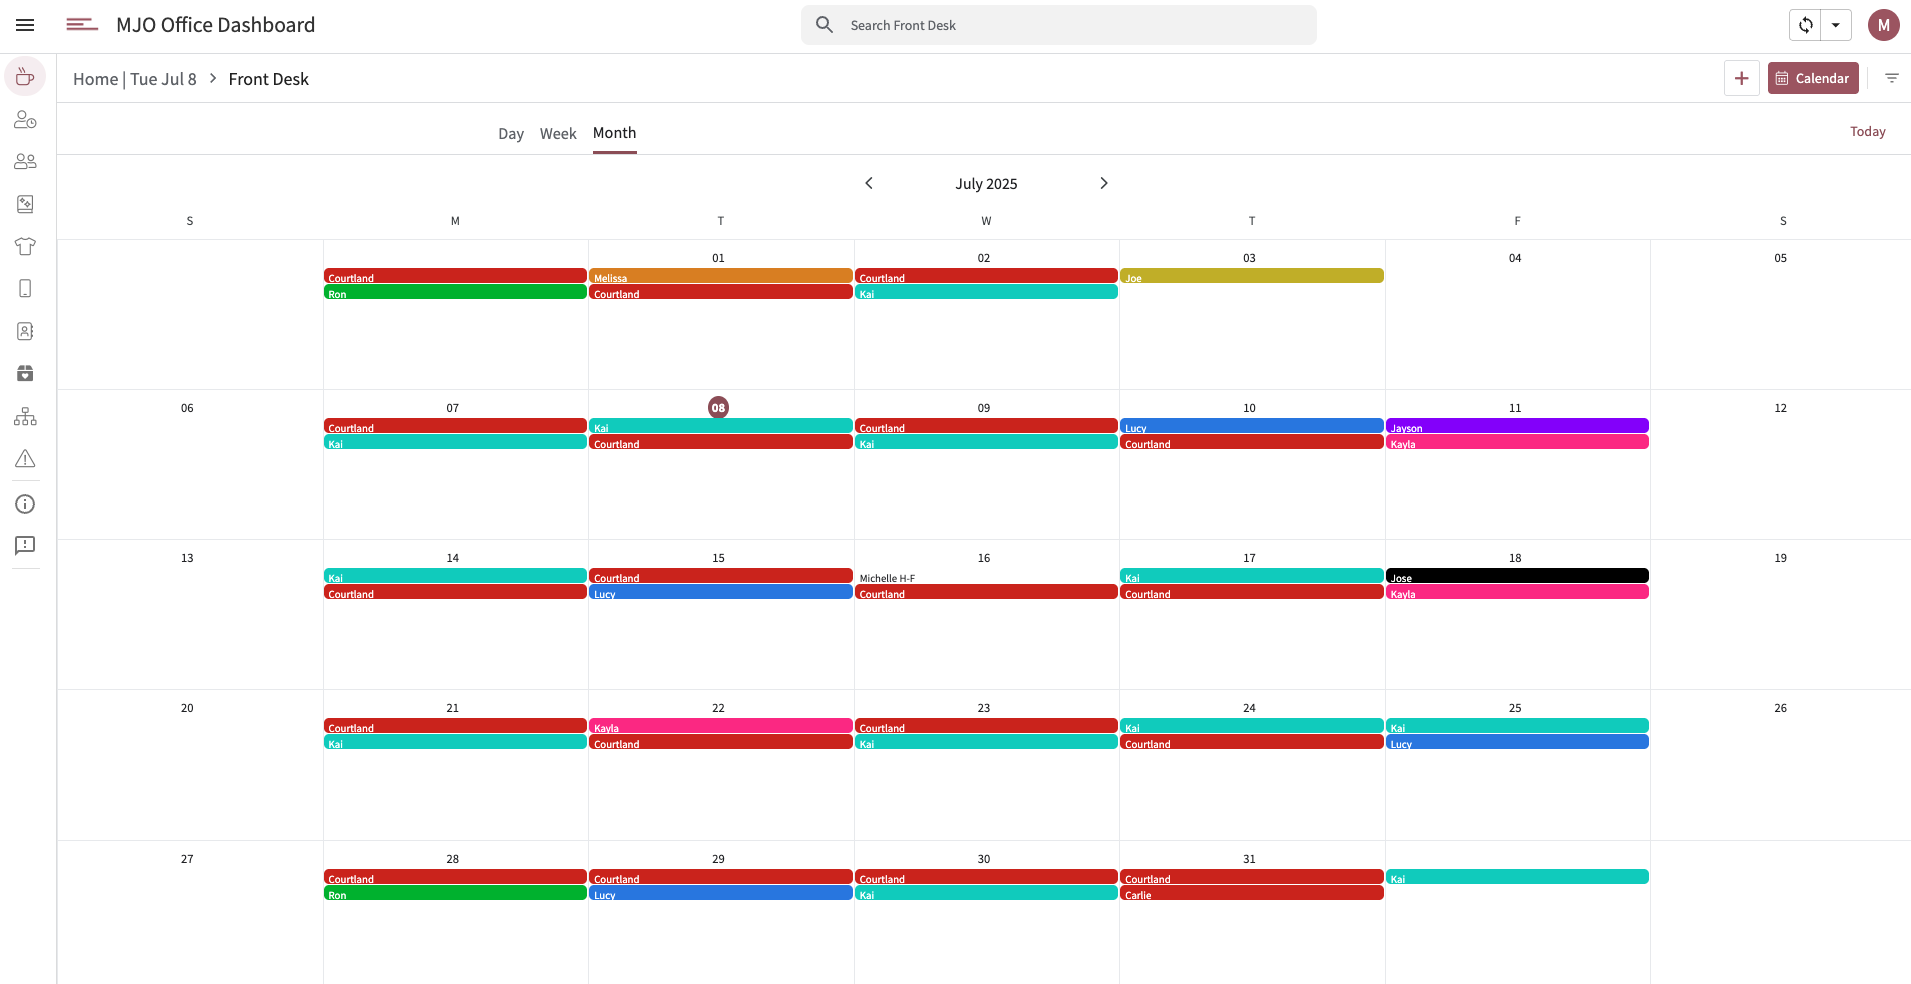 MJO Office Dashboard
Search Front Desk
M
Home | Tue Jul 8 > Front Desk
+ Calendar
Day Week Month
Today
< July 2025 >
S M T W T F S
01 02 03 04 05
Courtland Melissa Courtland Joe
Ron Courtland Kai
06 07 08 09 10 11 12
Courtland Kai Courtland Lucy Jayson
Kai Courtland Kai Courtland Kayla
13 14 15 16 17 18 19
Kai Courtland Michelle H-F Kai Jose
Courtland Lucy Courtland Courtland Kayla
20 21 22 23 24 25 26
Courtland Kayla Courtland Kai Kai
Kai Courtland Kai Courtland Lucy
27 28 29 30 31
Courtland Courtland Courtland Courtland Kai
Ron Lucy Kai Carlie